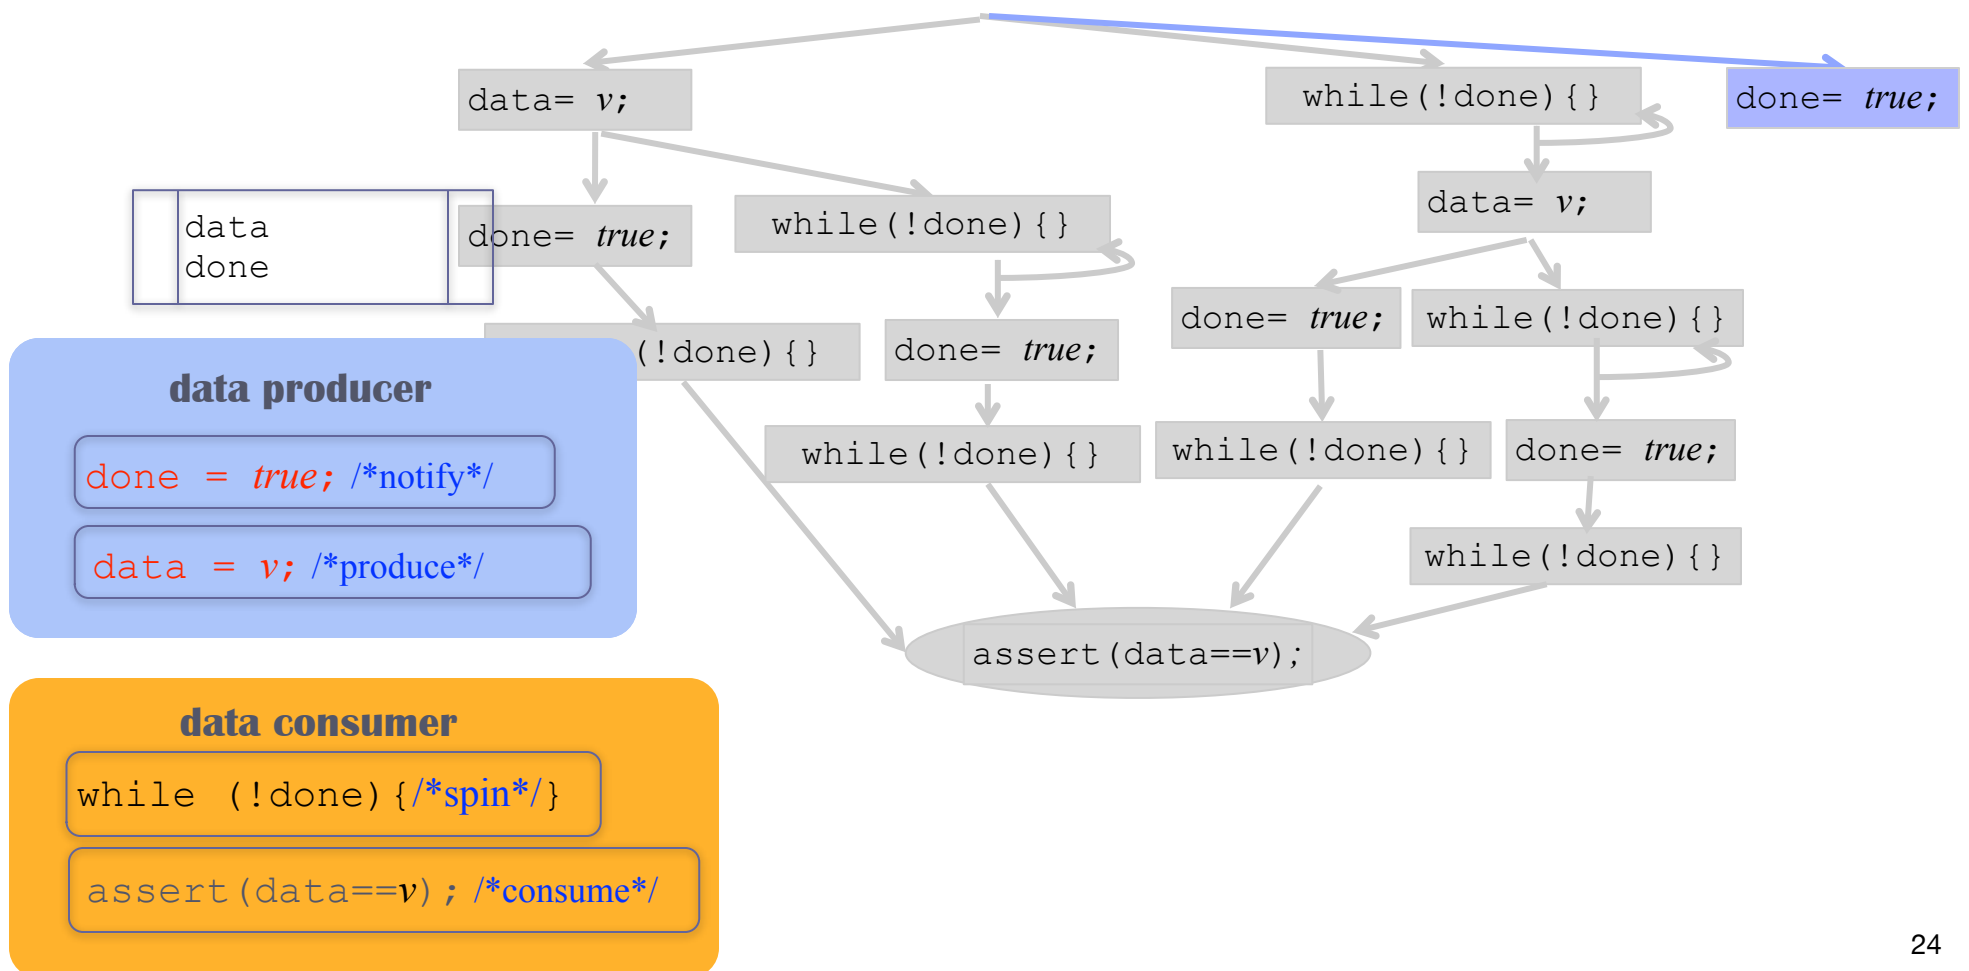 data= v;
while(!done){}
done= true;
data
done
done= true;
while(!done){}
data= v;
done= true;
while(!done){}
(!done){}
done= true;
data producer
done = true; /*notify*/
data = v; /*produce*/
while(!done){}
while(!done){}
done= true;
while(!done){}
assert(data==v);
data consumer
while (!done){/*spin*/}
assert(data==v); /*consume*/
24